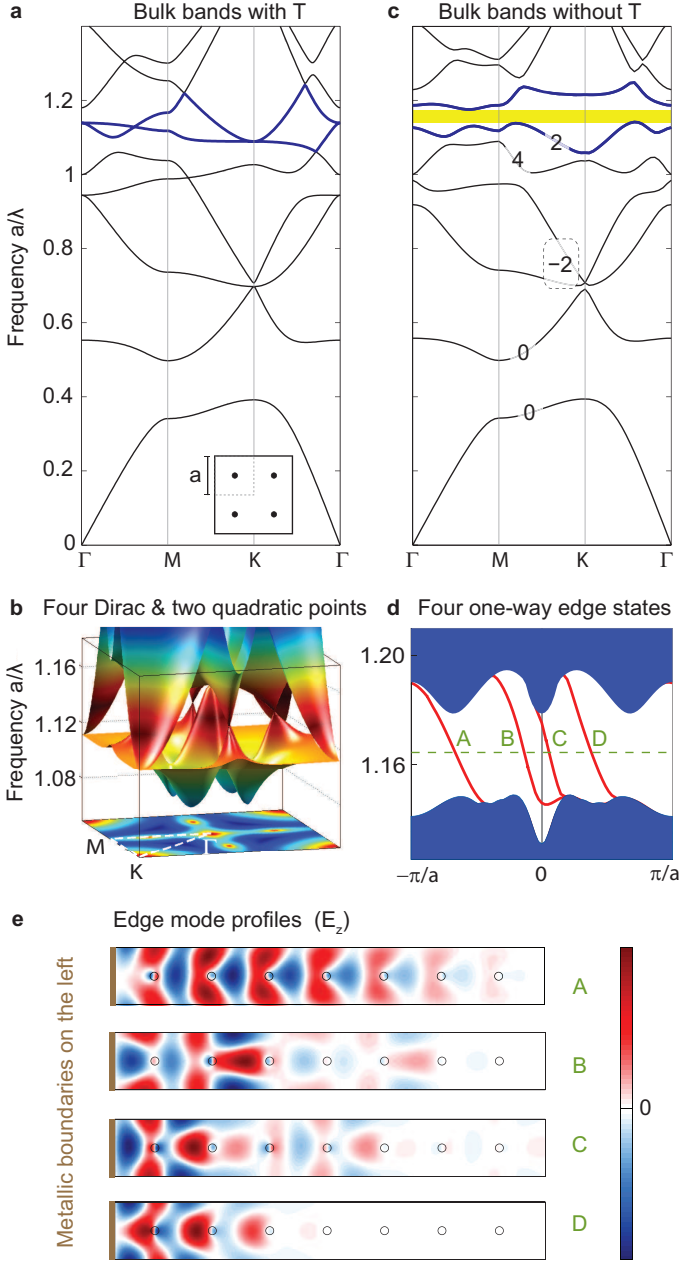 a
Bulk bands with T
Frequency a/λ
1.2
1
0.8
0.6
0.4
0.2
0
Γ
M
K
Γ
a
c
Bulk bands without T
2
4
−2
0
0
Γ
M
K
Γ
b
Four Dirac & two quadratic points
Frequency a/λ
1.16
1.12
1.08
M
Γ
K
d
Four one-way edge states
1.20
1.16
A
B
C
D
−π/a
0
π/a
e
Edge mode profiles (E_z)
Metallic boundaries on the left
A
B
C
D
0